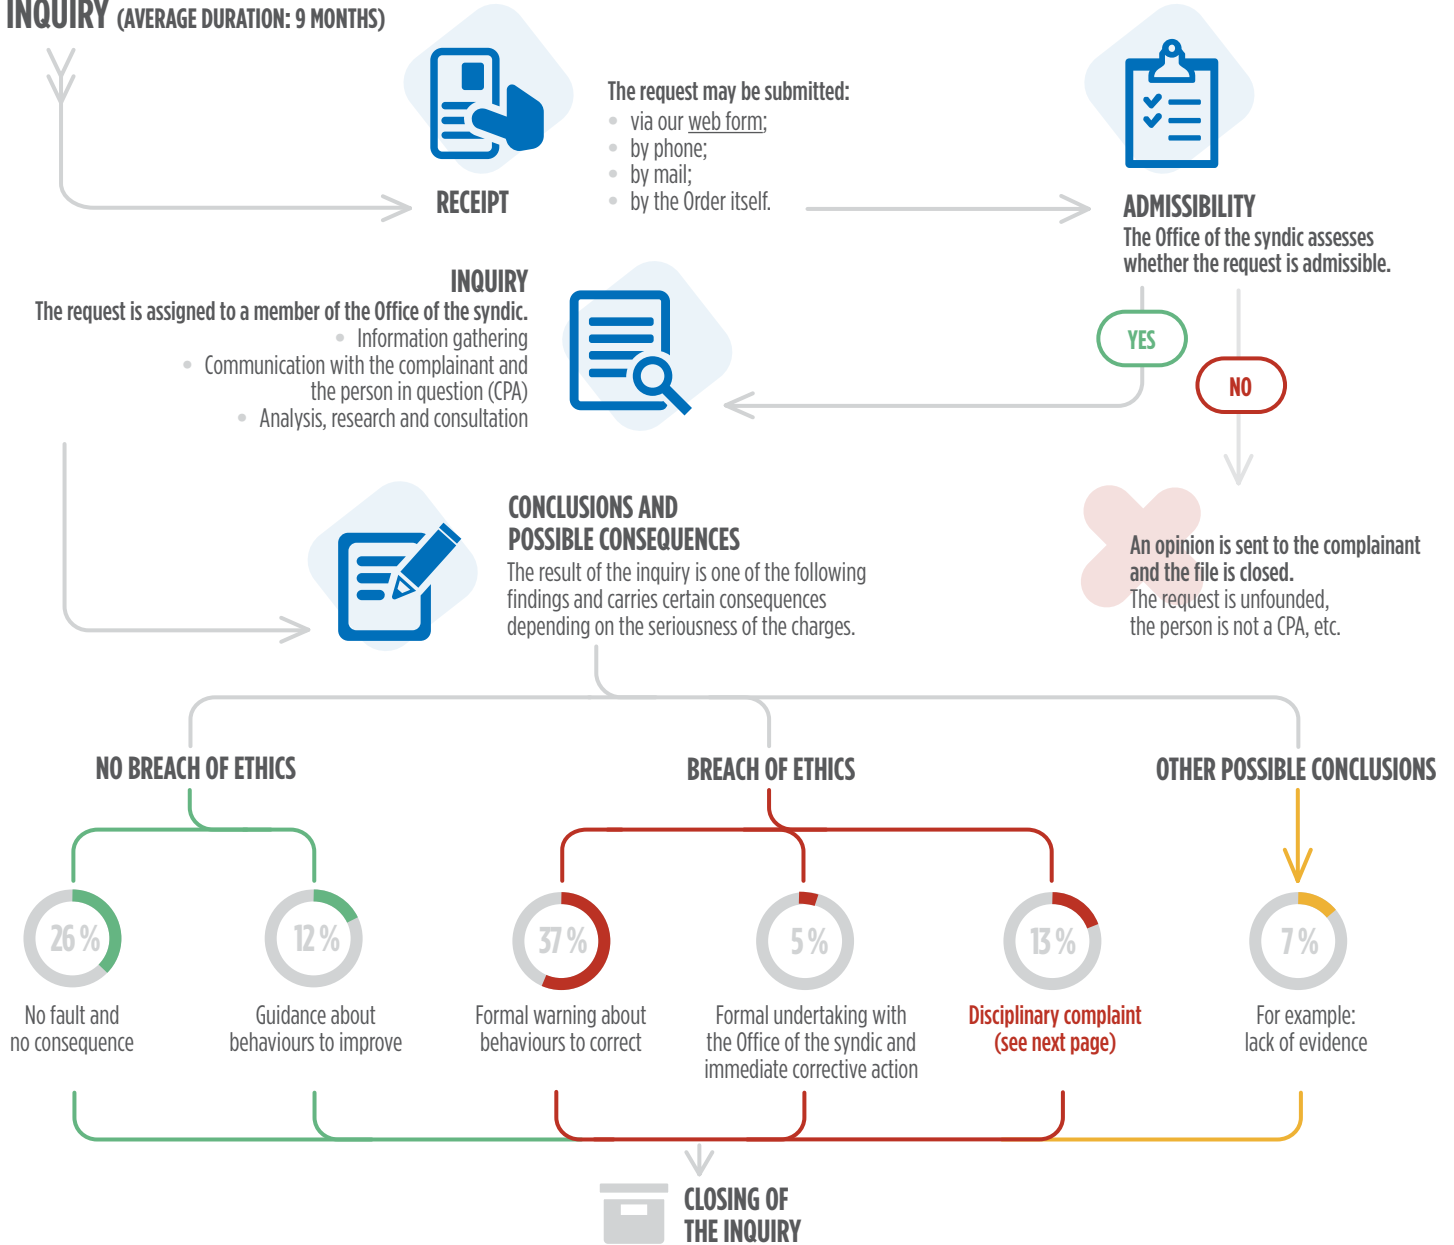 INQUIRY (AVERAGE DURATION: 9 MONTHS)
RECEIPT
The request may be submitted:
• via our web form;
• by phone;
• by mail;
• by the Order itself.
ADMISSIBILITY
The Office of the syndic assesses
whether the request is admissible.
YES
NO
An opinion is sent to the complainant
and the file is closed.
The request is unfounded,
the person is not a CPA, etc.
INQUIRY
The request is assigned to a member of the Office of the syndic.
• Information gathering
• Communication with the complainant and
the person in question (CPA)
• Analysis, research and consultation
CONCLUSIONS AND
POSSIBLE CONSEQUENCES
The result of the inquiry is one of the following
findings and carries certain consequences
depending on the seriousness of the charges.
NO BREACH OF ETHICS
26 %
No fault and
no consequence
12 %
Guidance about
behaviours to improve
BREACH OF ETHICS
37 %
Formal warning about
behaviours to correct
5 %
Formal undertaking with
the Office of the syndic and
immediate corrective action
13 %
Disciplinary complaint
(see next page)
OTHER POSSIBLE CONCLUSIONS
7 %
For example:
lack of evidence
CLOSING OF
THE INQUIRY